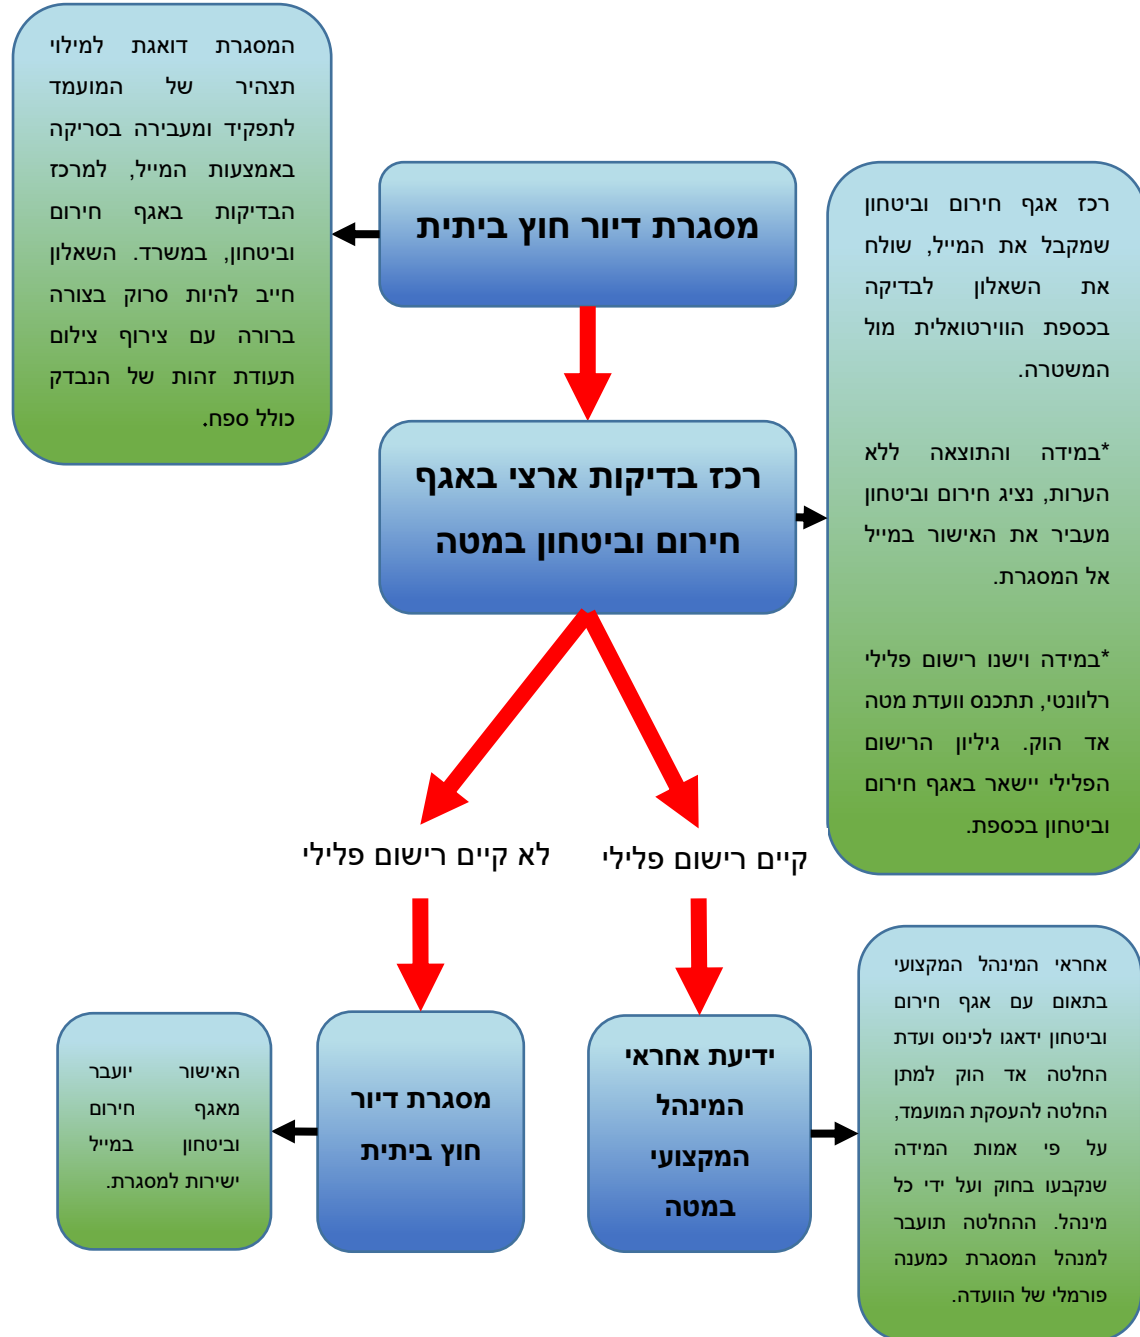 המסגרת דואגת למילוי
תצהיר של המועמד
לתפקיד ומעבירה בסריקה
באמצעות המייל, למרכז
הבדיקות באגף חירום
וביטחון, במשרד. השאלון
חייב להיות סרוק בצורה
ברורה עם צירוף צילום
תעודת זהות של הנבדק
כולל ספח.
מסגרת דיור חוץ ביתית
רכז אגף חירום וביטחון
שמקבל את המייל, שולח
את השאלון לבדיקה
בכספת הווירטואלית מול
המשטרה.
*במידה והתוצאה ללא
הערות, נציג חירום וביטחון
מעביר את האישור במייל
אל המסגרת.
*במידה וישנו רישום פלילי
רלוונטי, תתכנס וועדת מטה
אד הוק. גיליון הרישום
הפלילי יישאר באגף חירום
וביטחון בכספת.
רכז בדיקות ארצי באגף
חירום וביטחון במטה
קיים רישום פלילי
לא קיים רישום פלילי
אחראי המינהל המקצועי
בתאום עם אגף חירום
וביטחון ידאגו לכינוס ועדת
החלטה אד הוק למתן
החלטה להעסקת המועמד,
על פי אמות המידה
שנקבעו בחוק ועל ידי כל
מינהל. ההחלטה תועבר
למנהל המסגרת כמענה
פורמלי של הוועדה.
ידיעת אחראי
המינהל
המקצועי
במטה
מסגרת דיור
חוץ ביתית
האישור יועבר
מאגף חירום
וביטחון במייל
ישירות למסגרת.